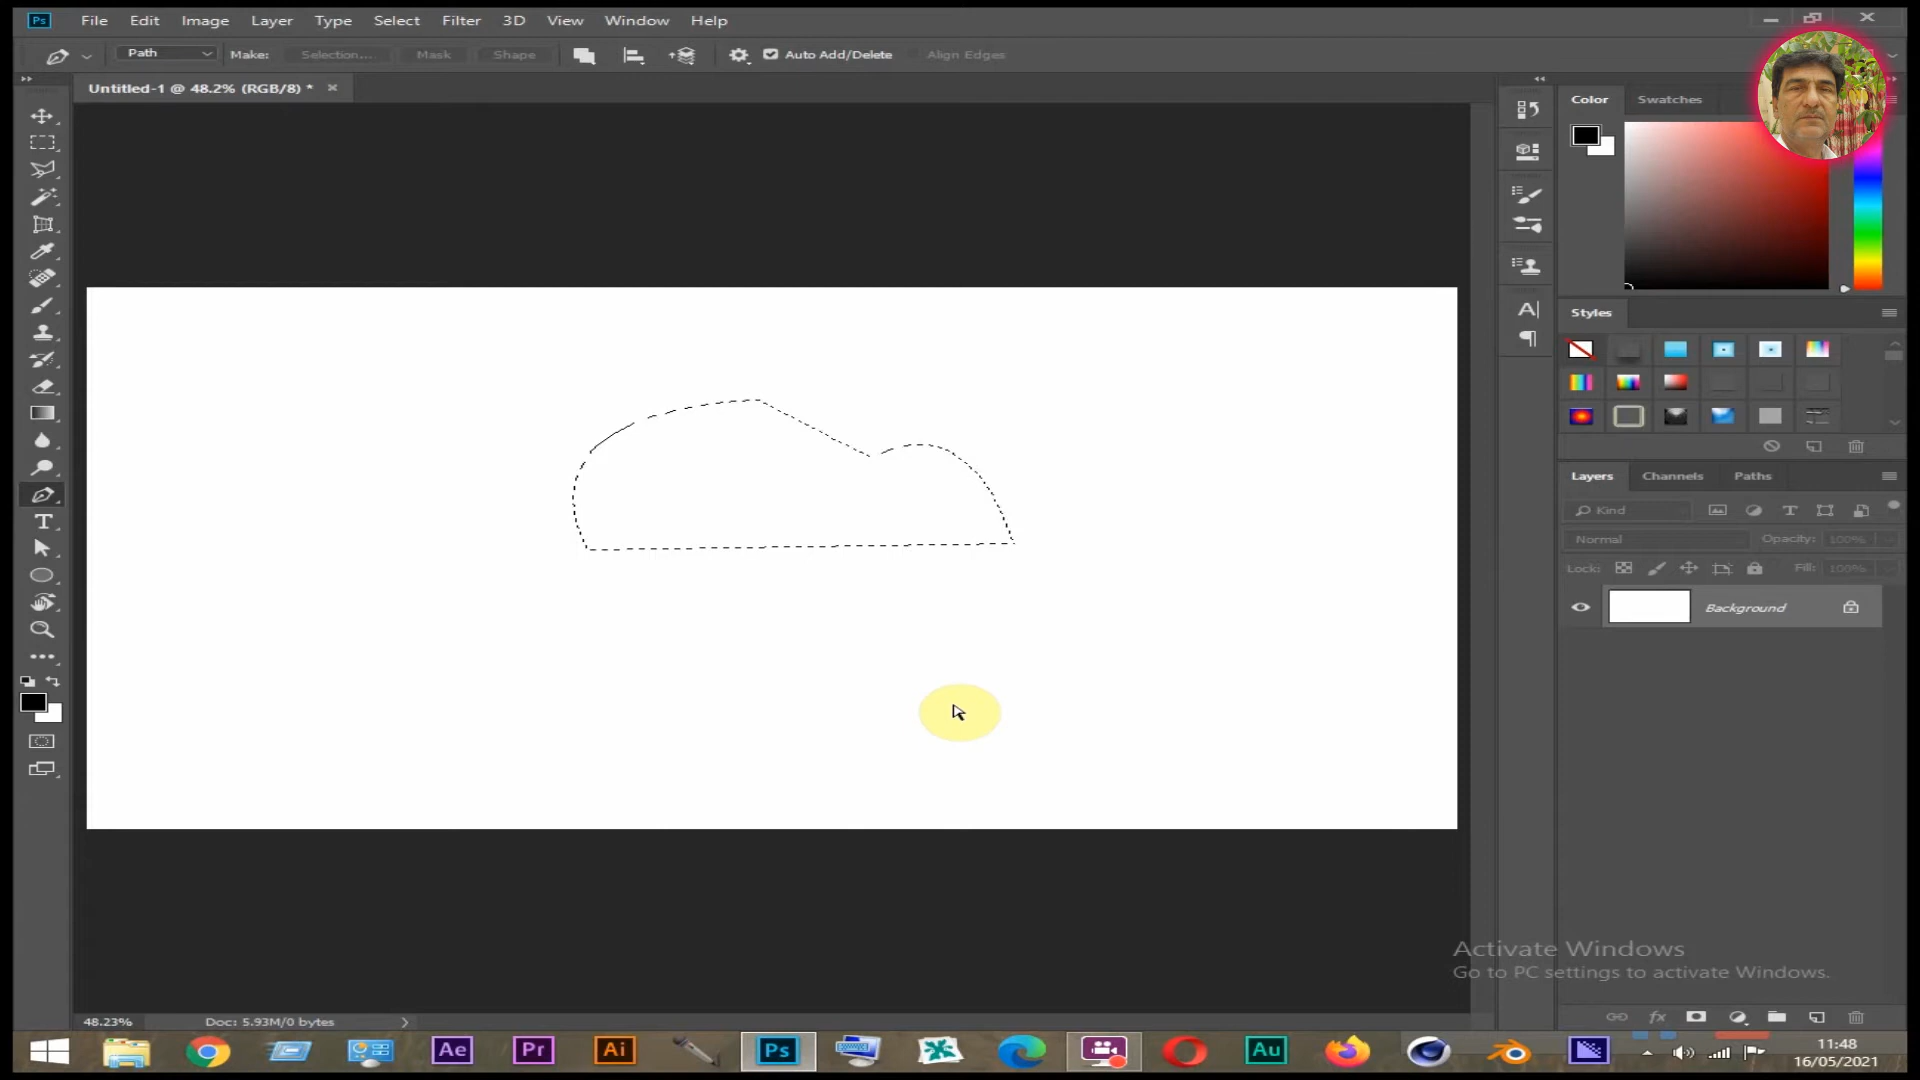 Ps File Edit Image Layer Type Select Filter 3D View Window Help
Path Make: Selection... Mask Shape Auto Add/Delete Align Edges
Untitled-1 @ 48.2% (RGB/8) *
Color Swatches
Styles
Layers Channels Paths
Kind
Normal Opacity: 100%
Lock: Fill: 100%
Background
Activate Windows
Go to PC settings to activate Windows.
48.23% Doc: 5.93M/0 bytes
Ae Pr Ai Ps Au
11:48
16/05/2021